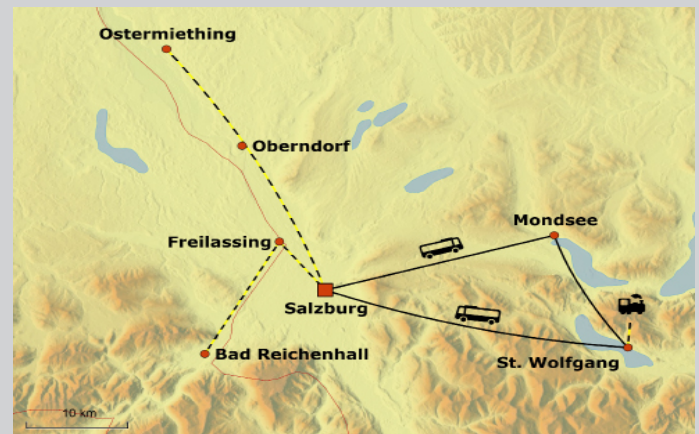 Ostermiething
Oberndorf
Mondsee
Freilassing
Salzburg
Bad Reichenhall
St. Wolfgang
10 km